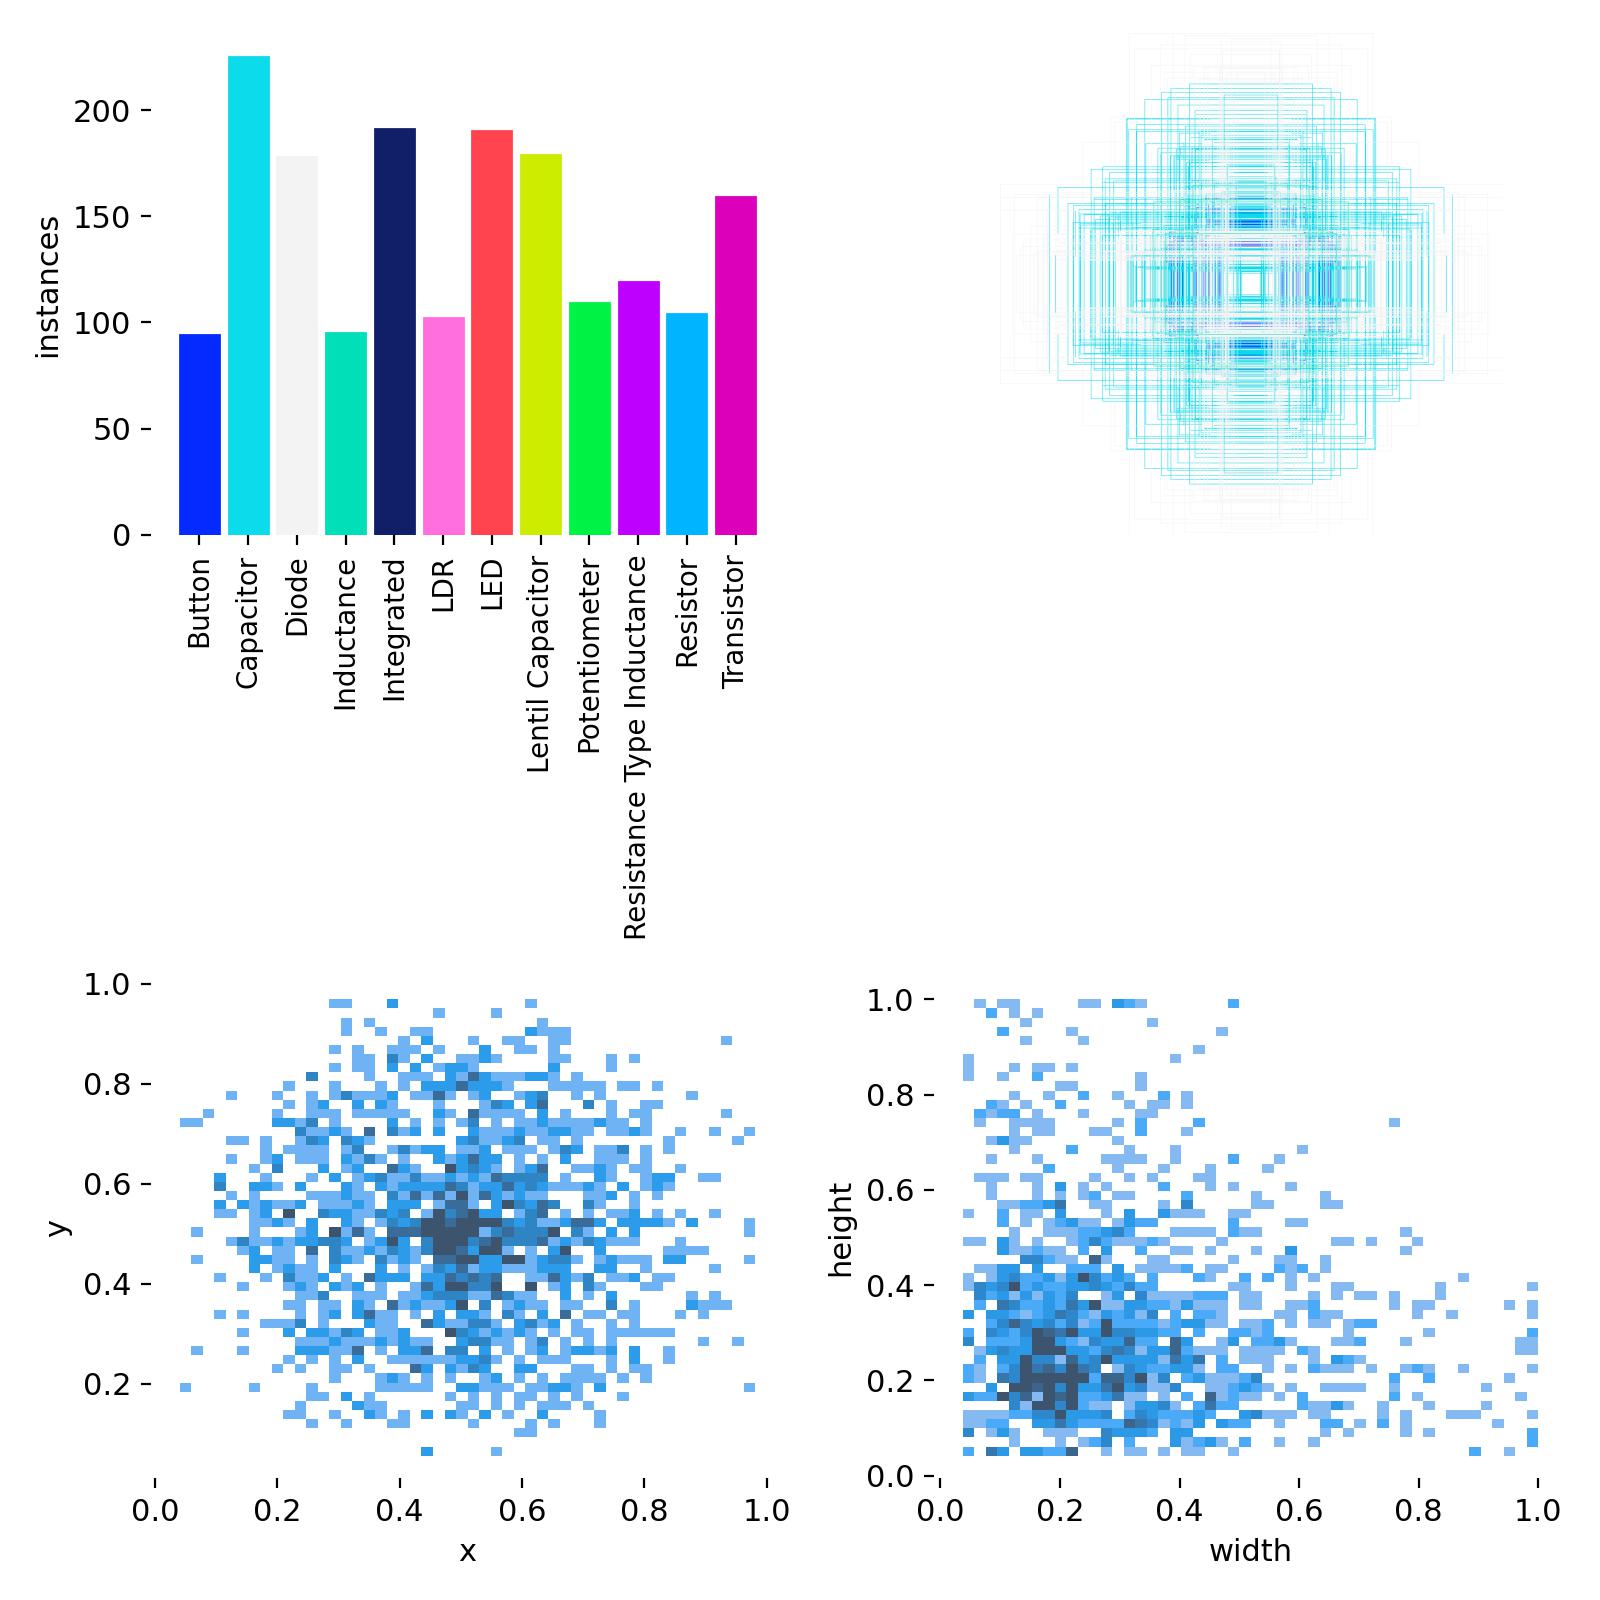 200
150
100
50
0
instances
Button
Capacitor
Diode
Inductance
Integrated
LDR
LED
Lentil Capacitor
Potentiometer
Resistance Type Inductance
Resistor
Transistor
1.0
0.8
0.6
0.4
0.2
y
0.0 0.2 0.4 0.6 0.8 1.0
x
1.0
0.8
0.6
0.4
0.2
0.0
height
0.0 0.2 0.4 0.6 0.8 1.0
width